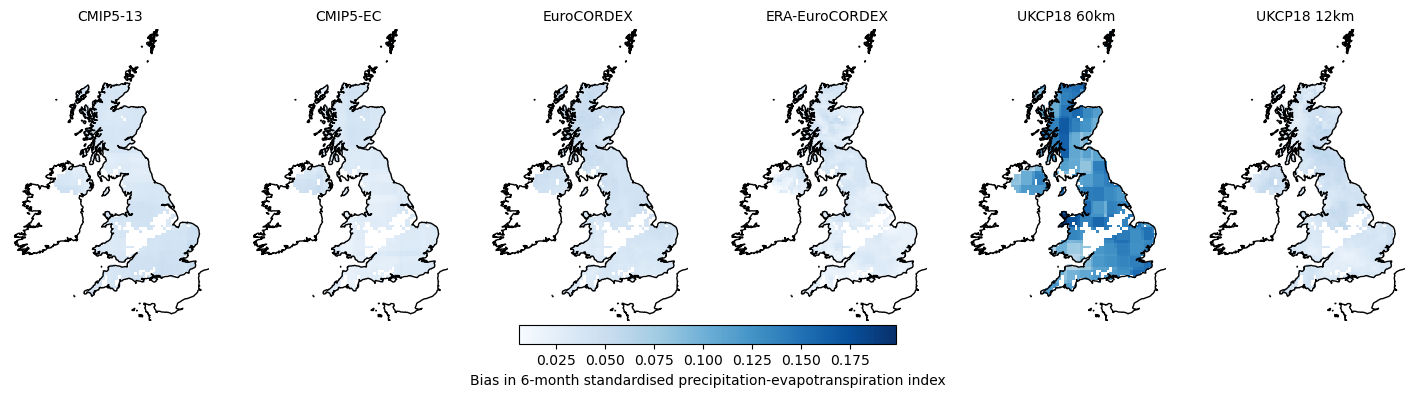 CMIP5-13
CMIP5-EC
EuroCORDEX
ERA-EuroCORDEX
UKCP18 60km
UKCP18 12km
0.025 0.050 0.075 0.100 0.125 0.150 0.175
Bias in 6-month standardised precipitation-evapotranspiration index